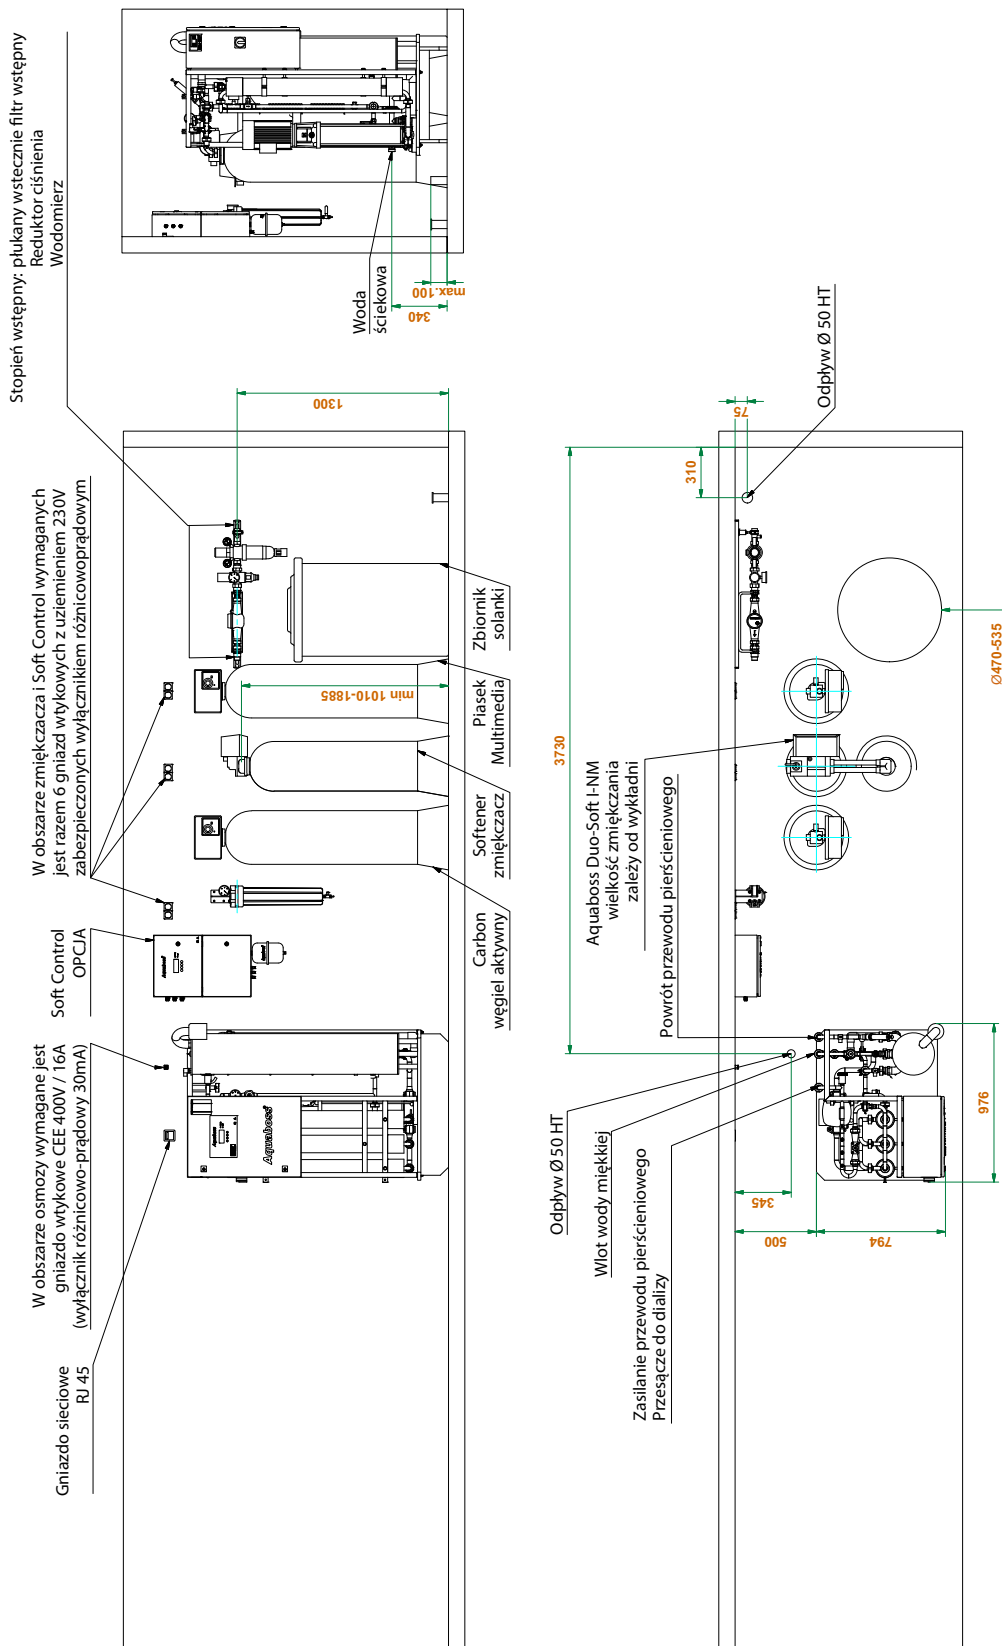 Gniazdo sieciowe
RJ 45
W obszarze osmozy wymagane jest
gniazdo wtykowe CEE 400V / 16A
(wyłącznik różnicowo-prądowy 30mA)
Soft Control
OPCJA
W obszarze zmiękczacza i Soft Control wymaganych
jest razem 6 gniazd wtykowych z uziemieniem 230V
zabezpieczonych wyłącznikiem różnicowoprądowym
Stopień wstępny: płukany wstecznie filtr wstępny
Reduktor ciśnienia
Wodomierz
Aquaboss
Aquaboss
Aquaboss
1300
min 1010-1885
Carbon
węgiel aktywny
Softener
zmiękczacz
Piasek
Multimedia
Zbiornik
solanki
Woda
ściekowa
340
max.100
Odpływ Ø 50 HT
Wlot wody miękkiej
Zasilanie przewodu pierścieniowego
Przesącze do dializy
Powrót przewodu pierścieniowego
Aquaboss Duo-Soft I-NM
wielkość zmiękczania
zależy od wykładni
Odpływ Ø 50 HT
3730
310
75
345
500
794
976
Ø470-535